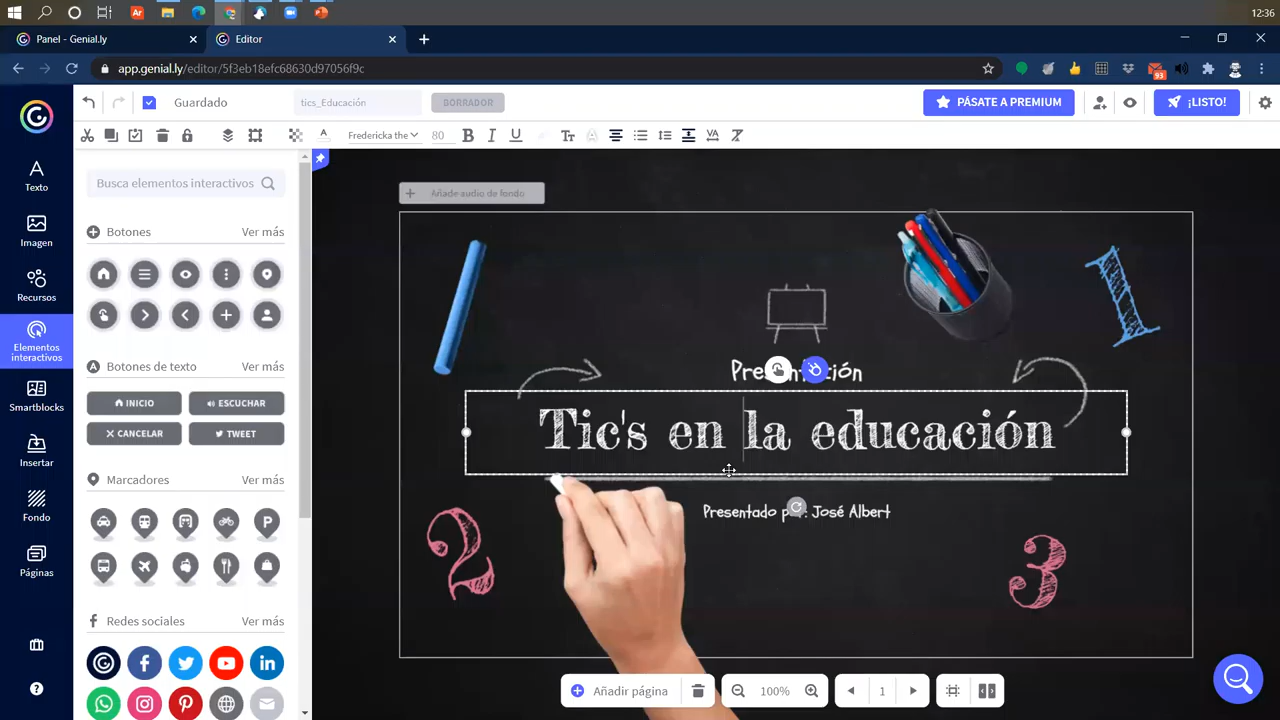 12:36
Panel - Genial.ly
Editor
app.genial.ly/editor/5f3eb18efc68630d97056f9c
93
Guardado
tics_Educación
BORRADOR
PÁSATE A PREMIUM
¡LISTO!
Fredericka the
80
Texto
Imagen
Recursos
Elementos interactivos
Smartblocks
Insertar
Fondo
Páginas
Busca elementos interactivos
Botones
Ver más
Botones de texto
Ver más
INICIO
ESCUCHAR
CANCELAR
TWEET
Marcadores
Ver más
Redes sociales
Ver más
Añade audio de fondo
1
Tic's en la educación
Presentado José Albert
2
3
Añadir página
100%
1